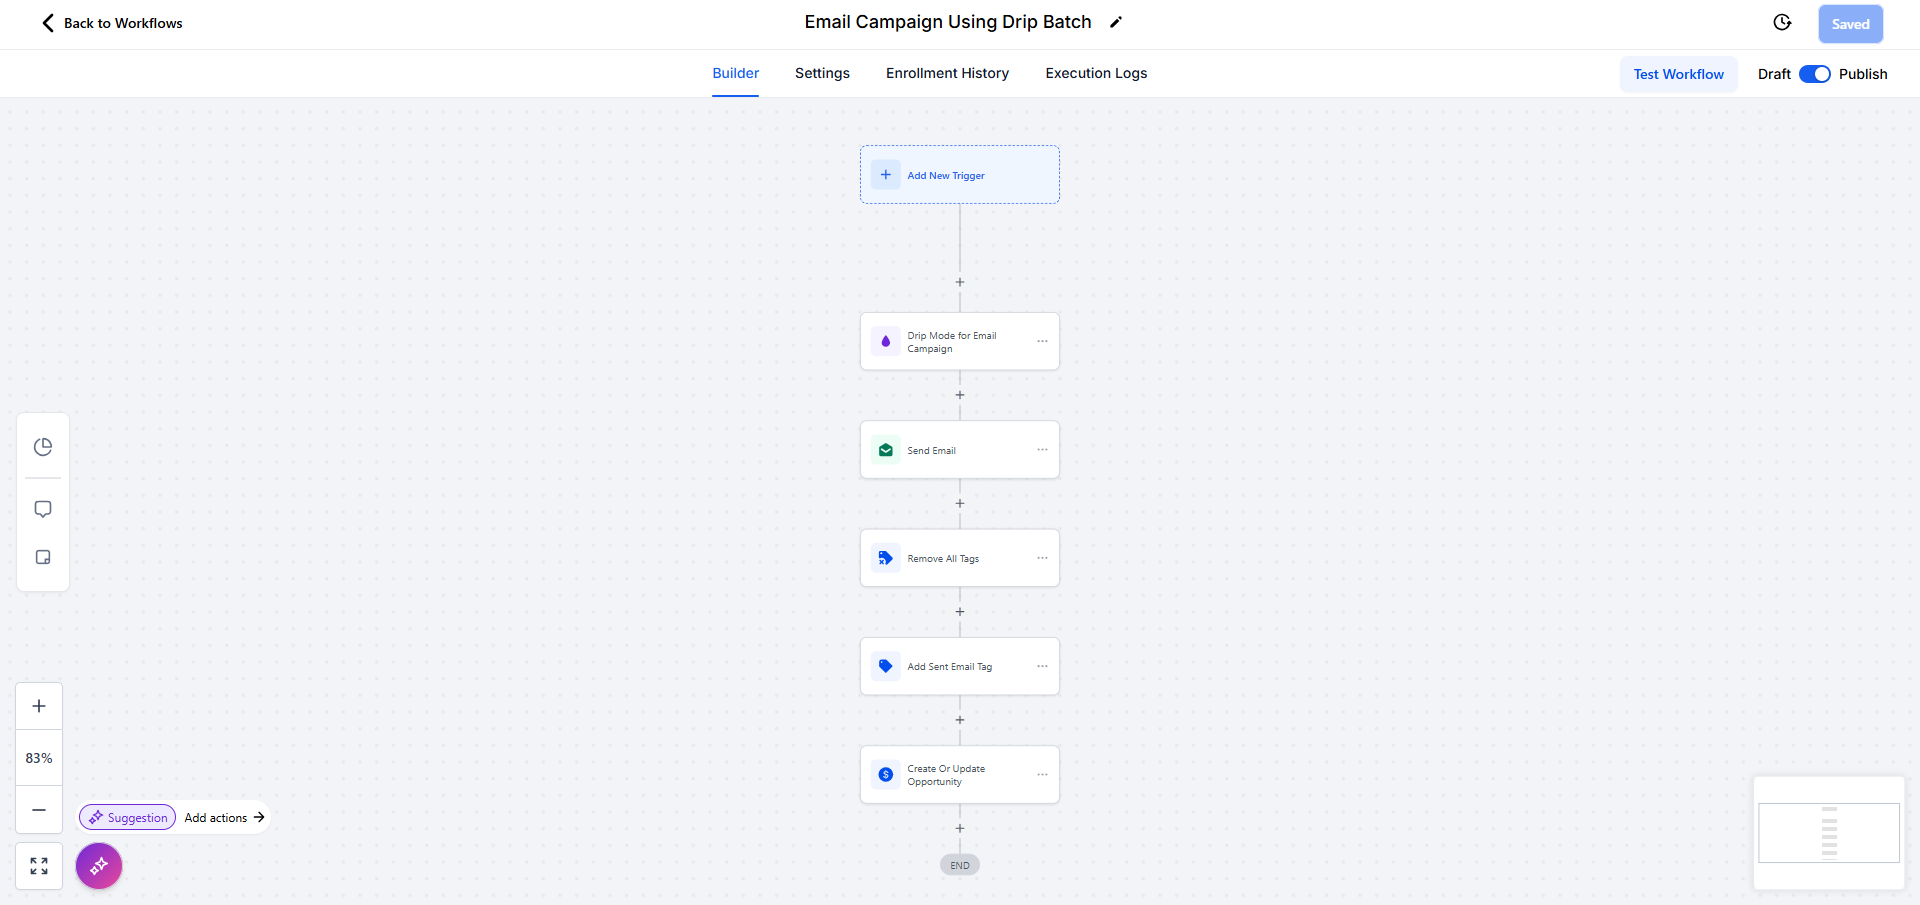 Back to Workflows
Email Campaign Using Drip Batch
Saved
Builder
Settings
Enrollment History
Execution Logs
Test Workflow
Draft
Publish
Add New Trigger
Drip Mode for Email
Campaign
Send Email
Remove All Tags
Add Sent Email Tag
Create Or Update
Opportunity
END
83%
Suggestion
Add actions